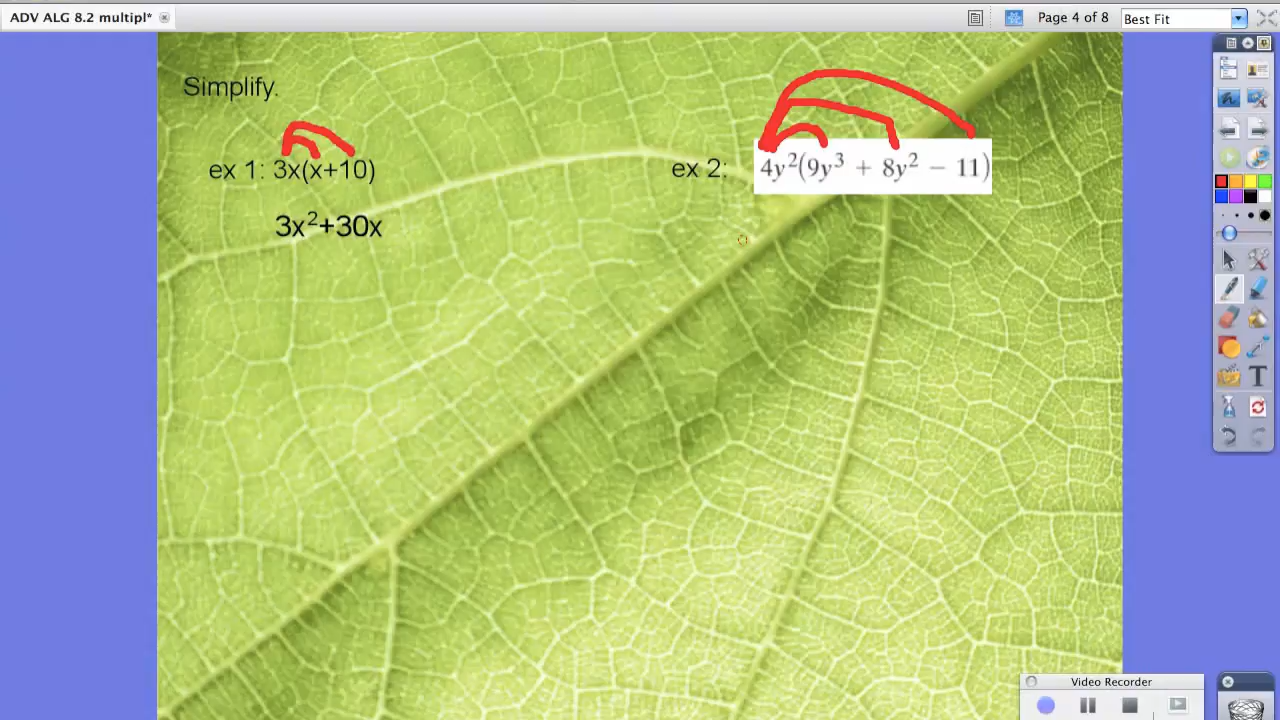 ADV ALG 8.2 multipl*
Page 4 of 8
Best Fit
Simplify.
ex 1: 3x(x+10)
3x²+30x
ex 2: 4y²(9y³ + 8y² − 11)
T
Video Recorder